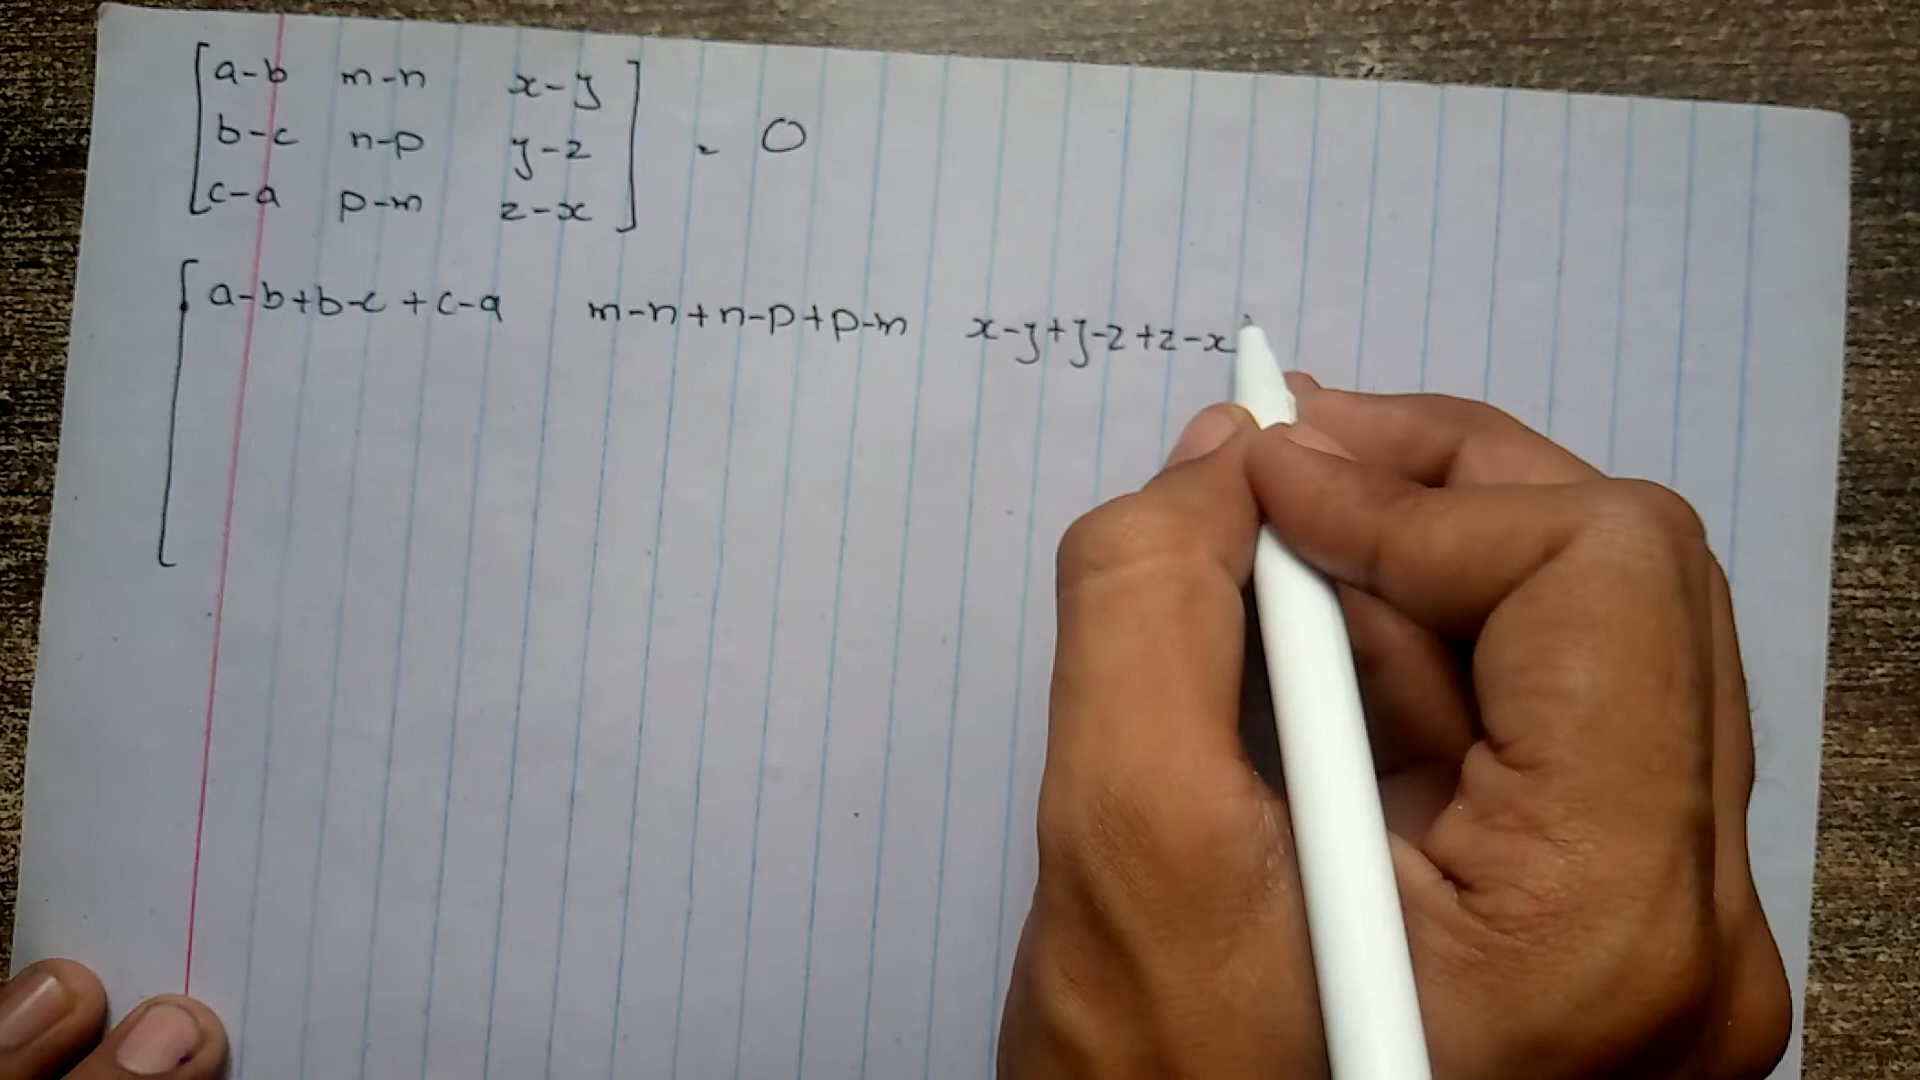 a-b m-n x-y
b-c n-p y-z = 0
c-a p-m z-x
a-b+b-c+c-a m-n+n-p+p-m x-y+y-z+z-x